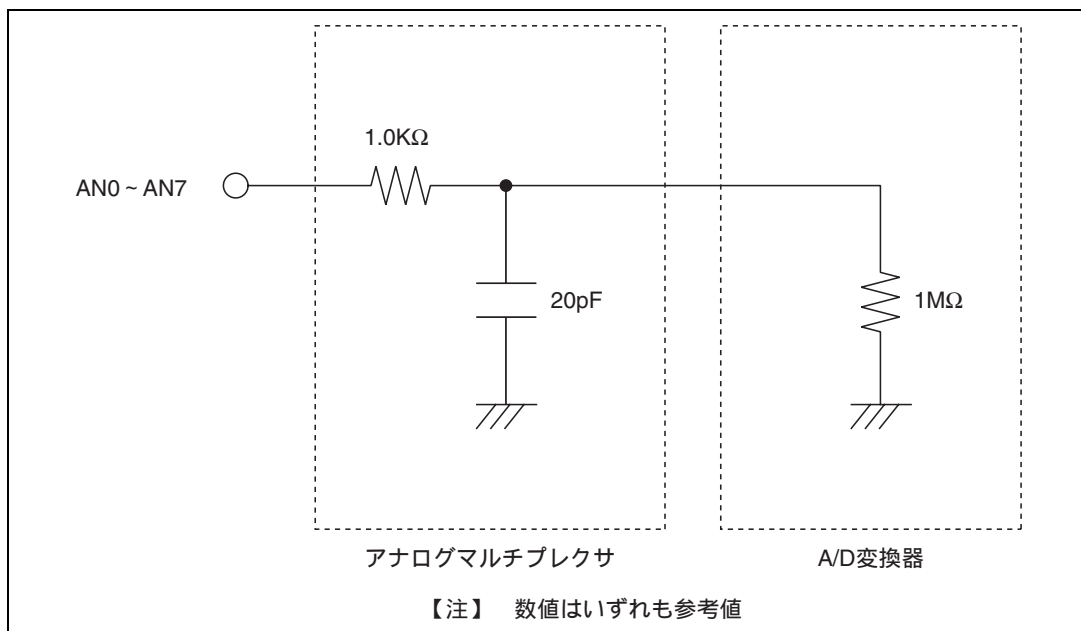 1.0KΩ
AN0 ~ AN7
20pF
1MΩ
アナログマルチプレクサ
A/D変換器
【注】 数値はいずれも参考値